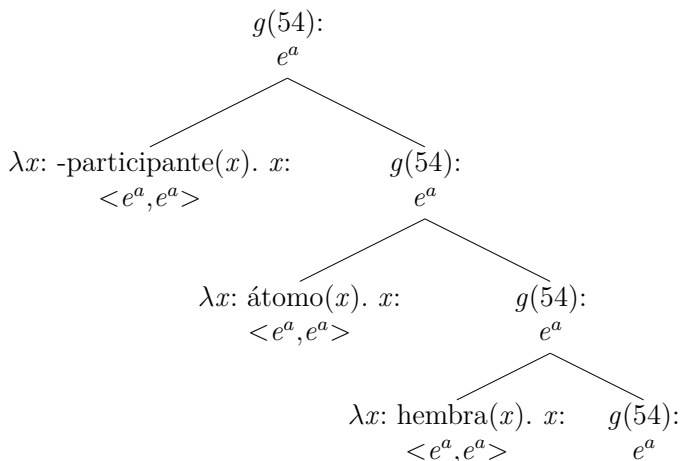 g(54):
e^a
λx: -participante(x). x:
<e^a,e^a>
g(54):
e^a
λx: átomo(x). x:
<e^a,e^a>
g(54):
e^a
λx: hembra(x). x:
<e^a,e^a>
g(54):
e^a